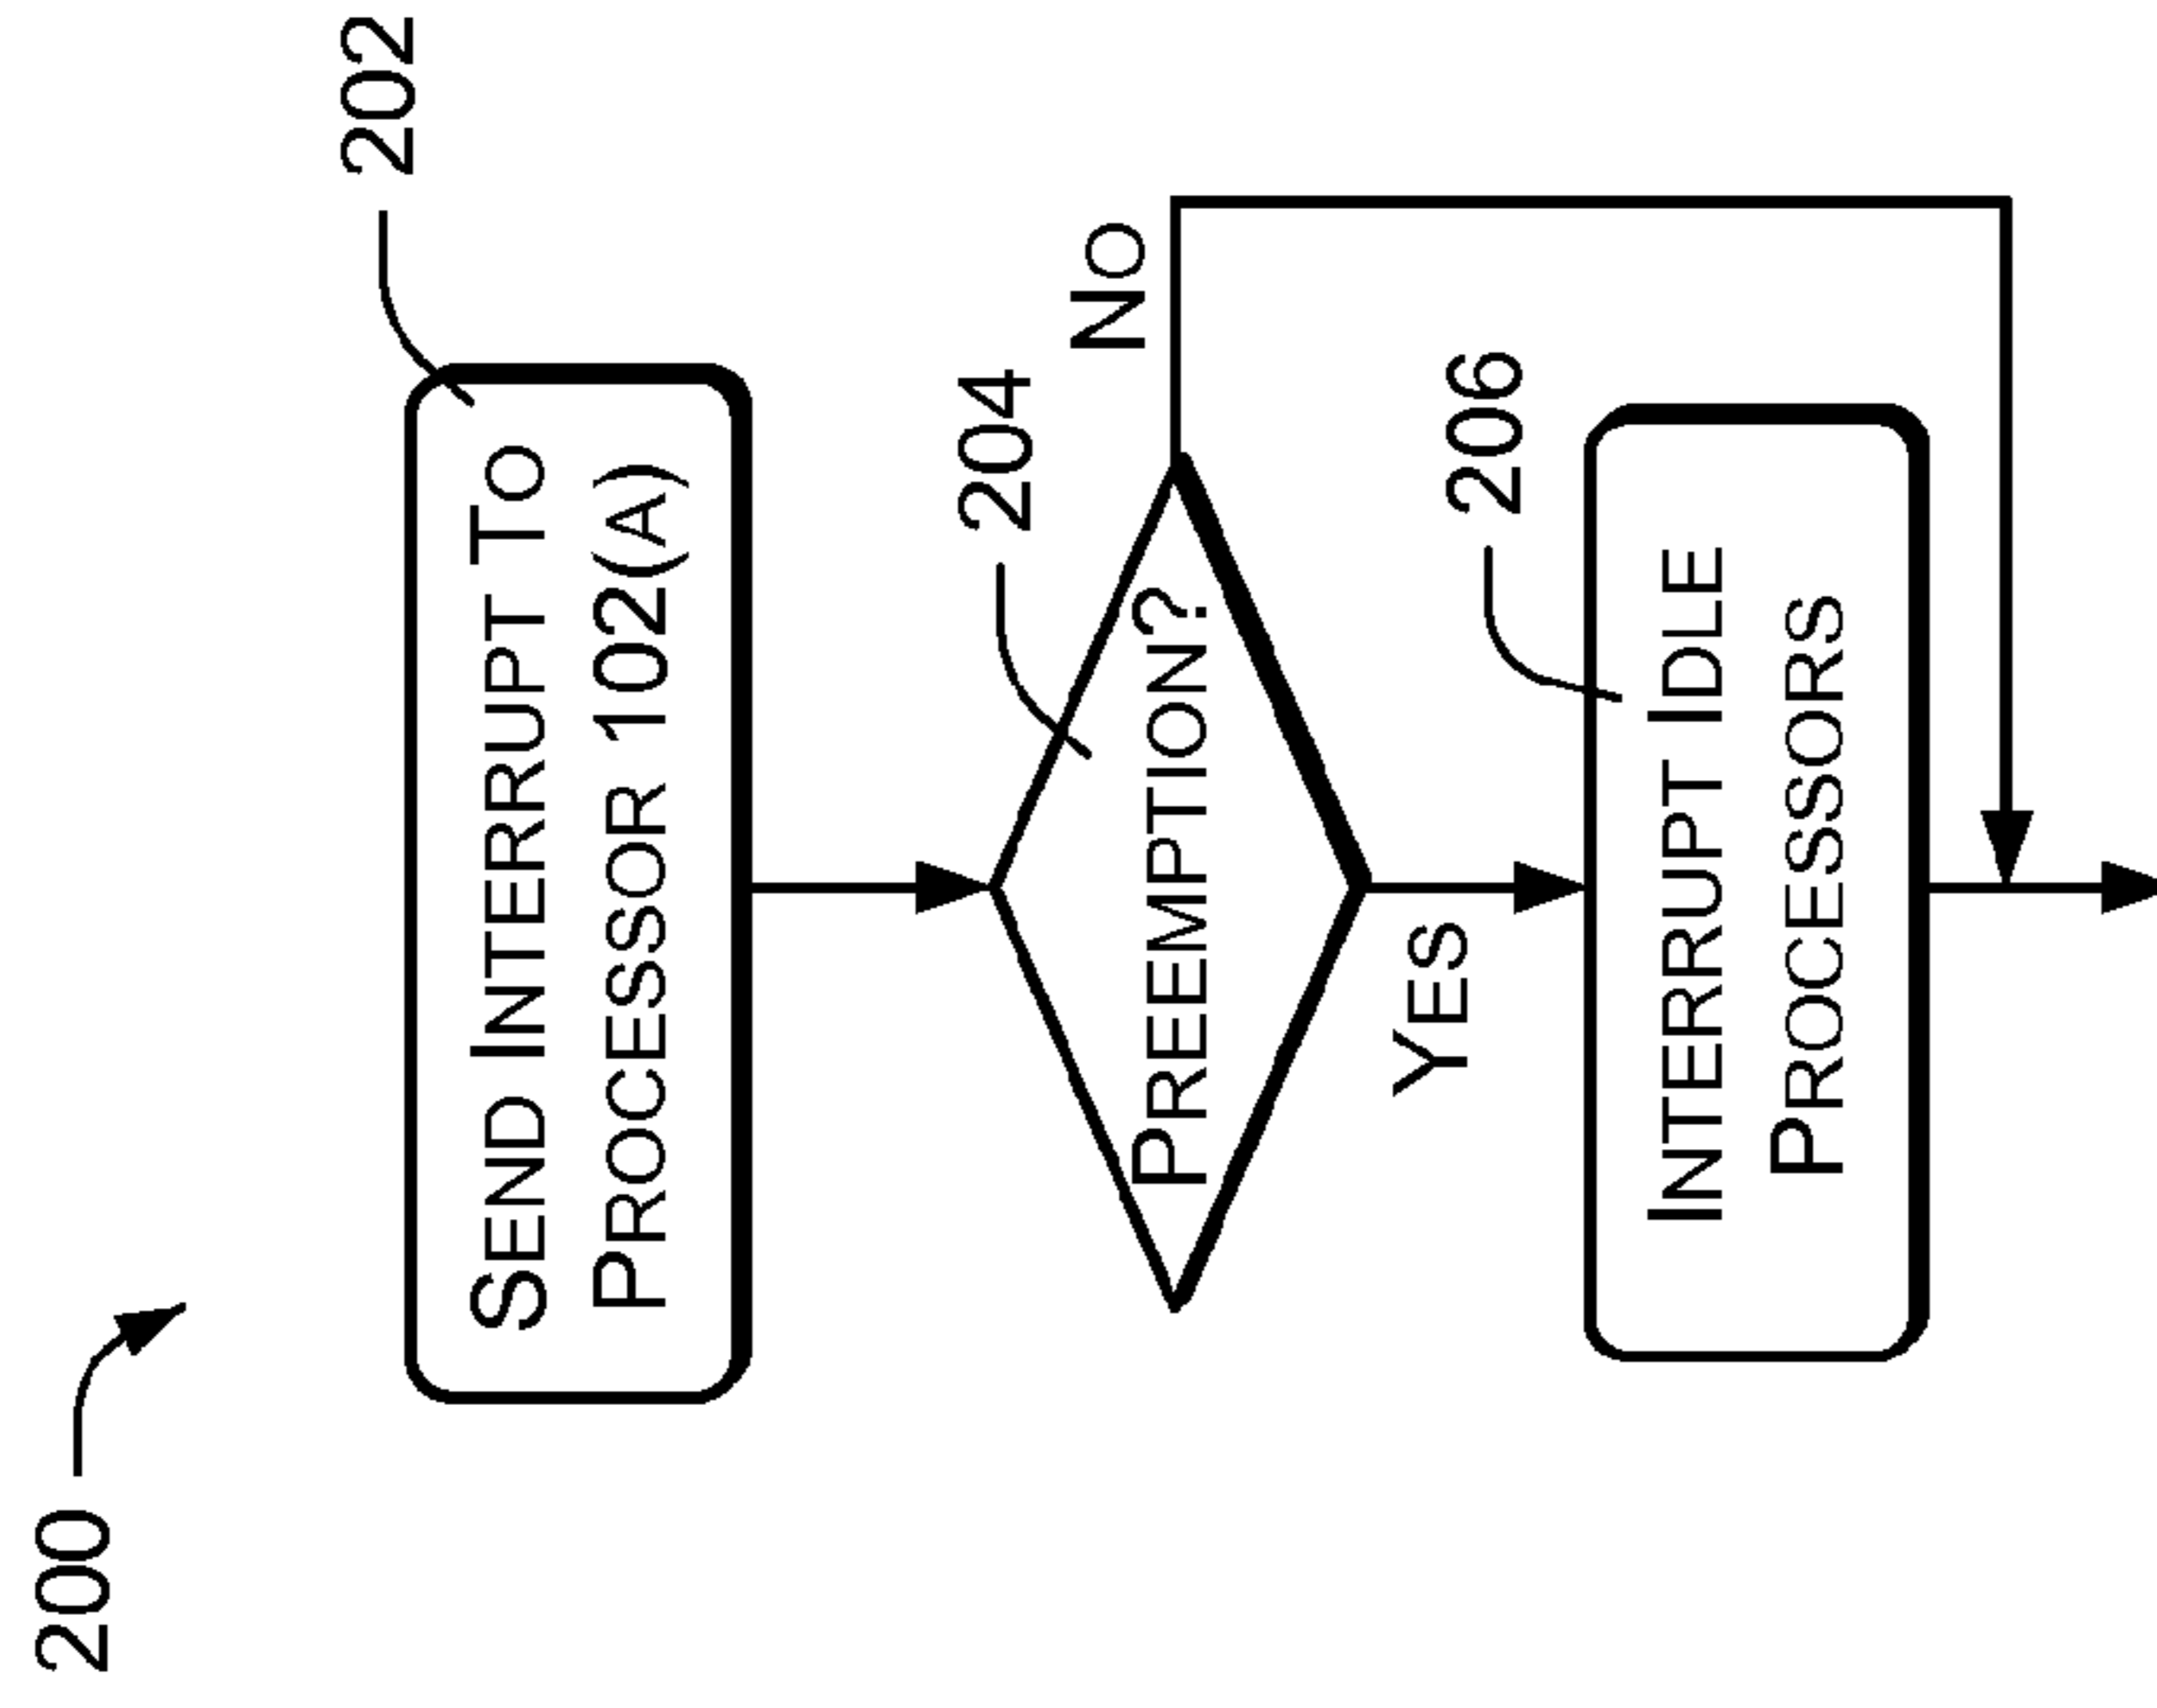 200
202
SEND INTERRUPT TO
PROCESSOR 102(A)
204
PREEMPTION?
NO
YES
206
INTERRUPT IDLE
PROCESSORS